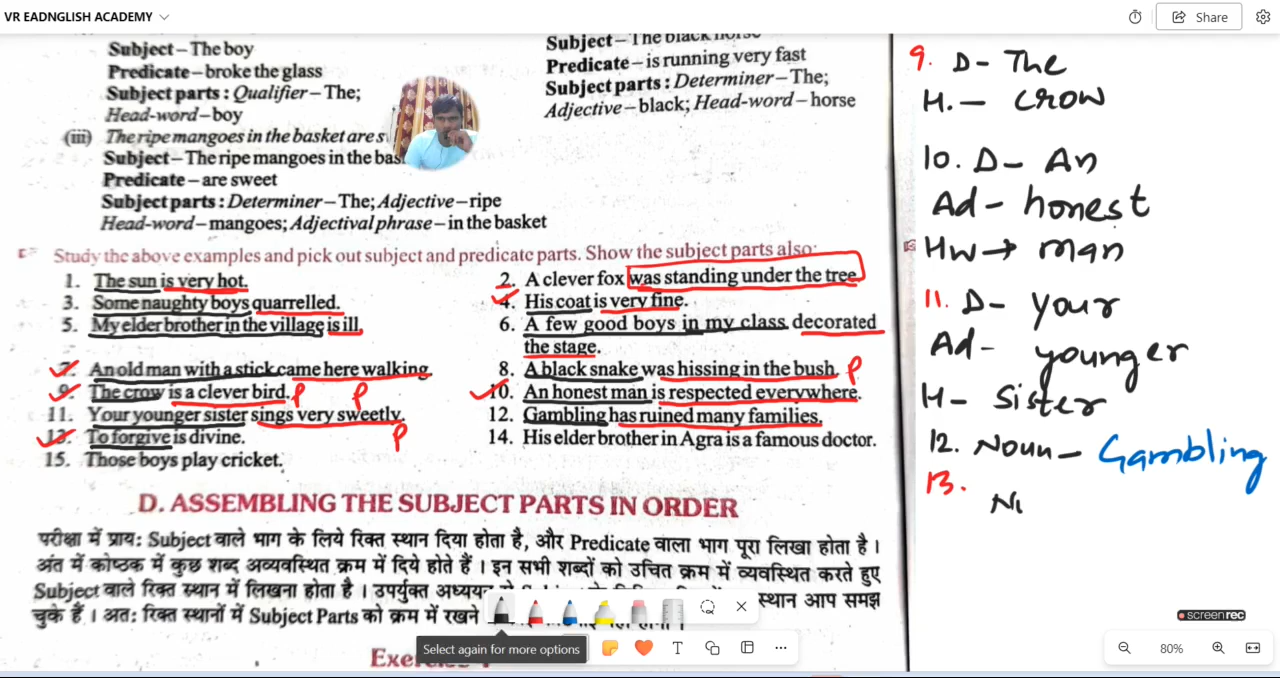 VR EADNGLISH ACADEMY
Share
Subject – The boy
Predicate – broke the glass
Subject parts : Qualifier – The;
Head-word – boy
(iii) The ripe mangoes in the basket are s
Subject – The ripe mangoes in the bas
Predicate – are sweet
Subject parts : Determiner – The; Adjective – ripe
Head-word – mangoes; Adjectival phrase – in the basket
Subject – The black horse
Predicate – is running very fast
Subject parts : Determiner – The;
Adjective – black; Head-word – horse
Study the above examples and pick out subject and predicate parts. Show the subject parts also:
1. The sun is very hot.
2. A clever fox was standing under the tree
3. Some naughty boys quarrelled.
4. His coat is very fine.
5. My elder brother in the village is ill.
6. A few good boys in my class decorated
the stage.
7. An old man with a stick came here walking.
8. A black snake was hissing in the bush. P
9. The crow is a clever bird. P P
10. An honest man is respected everywhere.
11. Your younger sister sings very sweetly.
12. Gambling has ruined many families.
13. To forgive is divine. P
14. His elder brother in Agra is a famous doctor.
15. Those boys play cricket.
D. ASSEMBLING THE SUBJECT PARTS IN ORDER
परीक्षा में प्राय: Subject वाले भाग के लिये रिक्त स्थान दिया होता है, और Predicate वाला भाग पूरा लिखा होता है।
अंत में कोष्ठक में कुछ शब्द अव्यवस्थित क्रम में दिये होते हैं। इन सभी शब्दों को उचित क्रम में व्यवस्थित करते हुए
Subject वाले रिक्त स्थान में लिखना होता है। उपर्युक्त अध्ययन स्थान आप समझ
चुके हैं। अत: रिक्त स्थानों में Subject Parts को क्रम में रखने
Exercise
9. D - The
H. - Crow
10. D - An
Ad - honest
HW → man
11. D - your
Ad - younger
H - Sister
12. Noun - Gambling
13.
N
Select again for more options
screenrec
80%